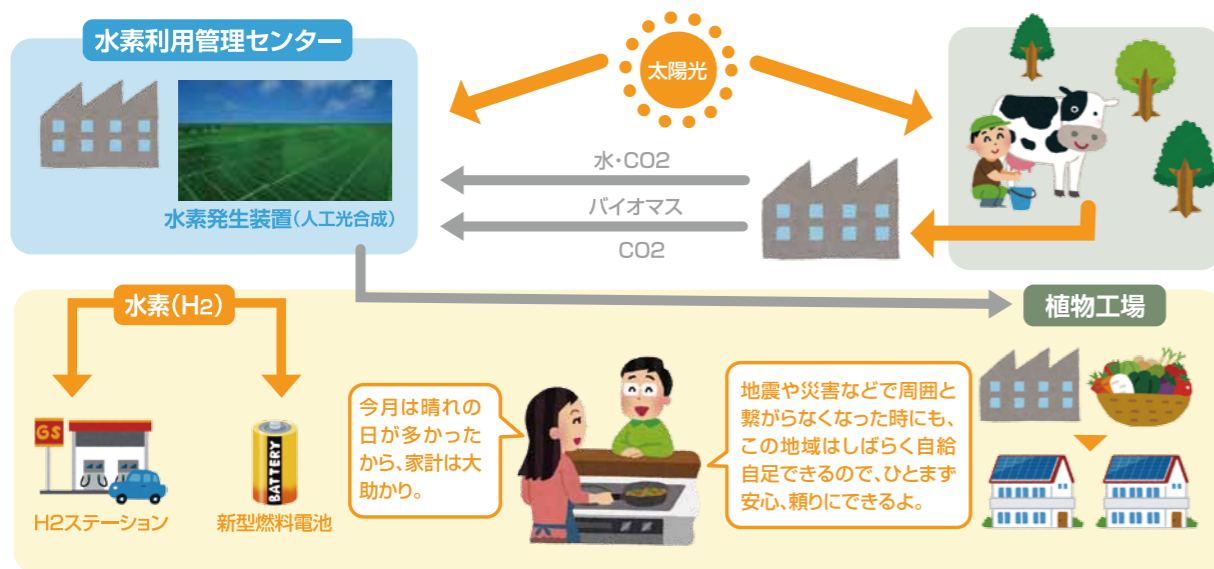 水素利用管理センター
太陽光
水素発生装置(人工光合成)
水・CO2
バイオマス
CO2
水素(H2)
植物工場
GS
H2ステーション
BATTERY
新型燃料電池
今月は晴れの
日が多かった
から、家計は大
助かり。
地震や災害などで周囲と
繋がらなくなった時にも、
この地域はしばらく自給
自足できるので、ひとまず
安心、頼りにできるよ。